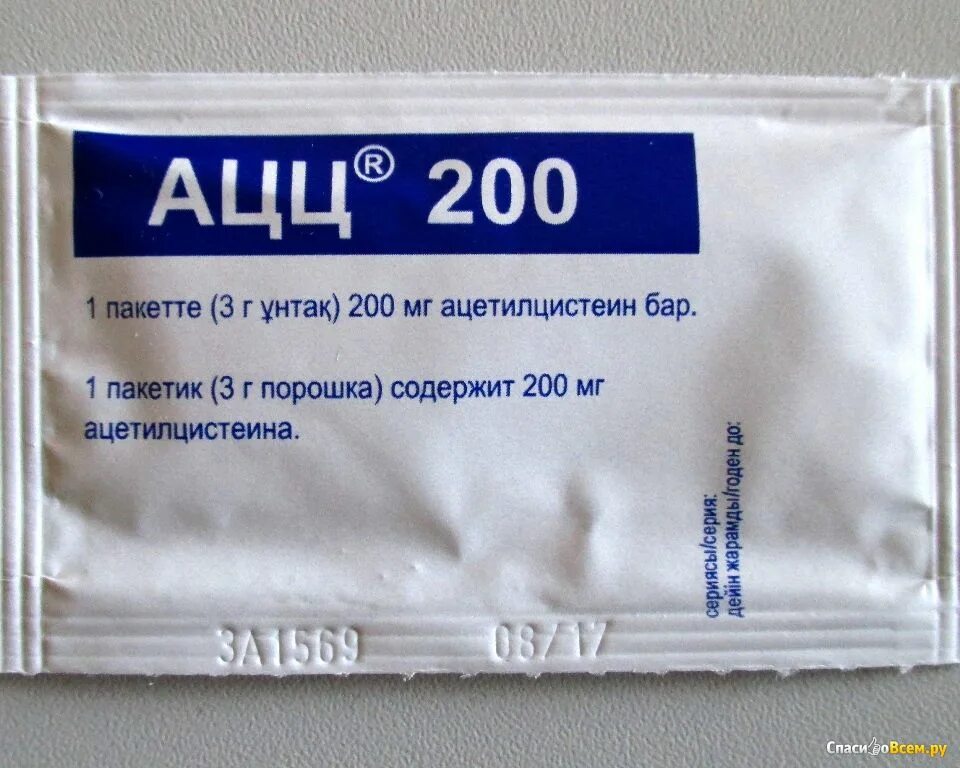 АЦЦ® 200
1 пакетте (3 г ұнтақ) 200 мг ацетилцистеин бар.
1 пакетик (3 г порошка) содержит 200 мг
ацетилцистеина.
сериясы/серия:
дейін жарамды/годен до:
3A1569 08/17
СпасибоВсем.ру